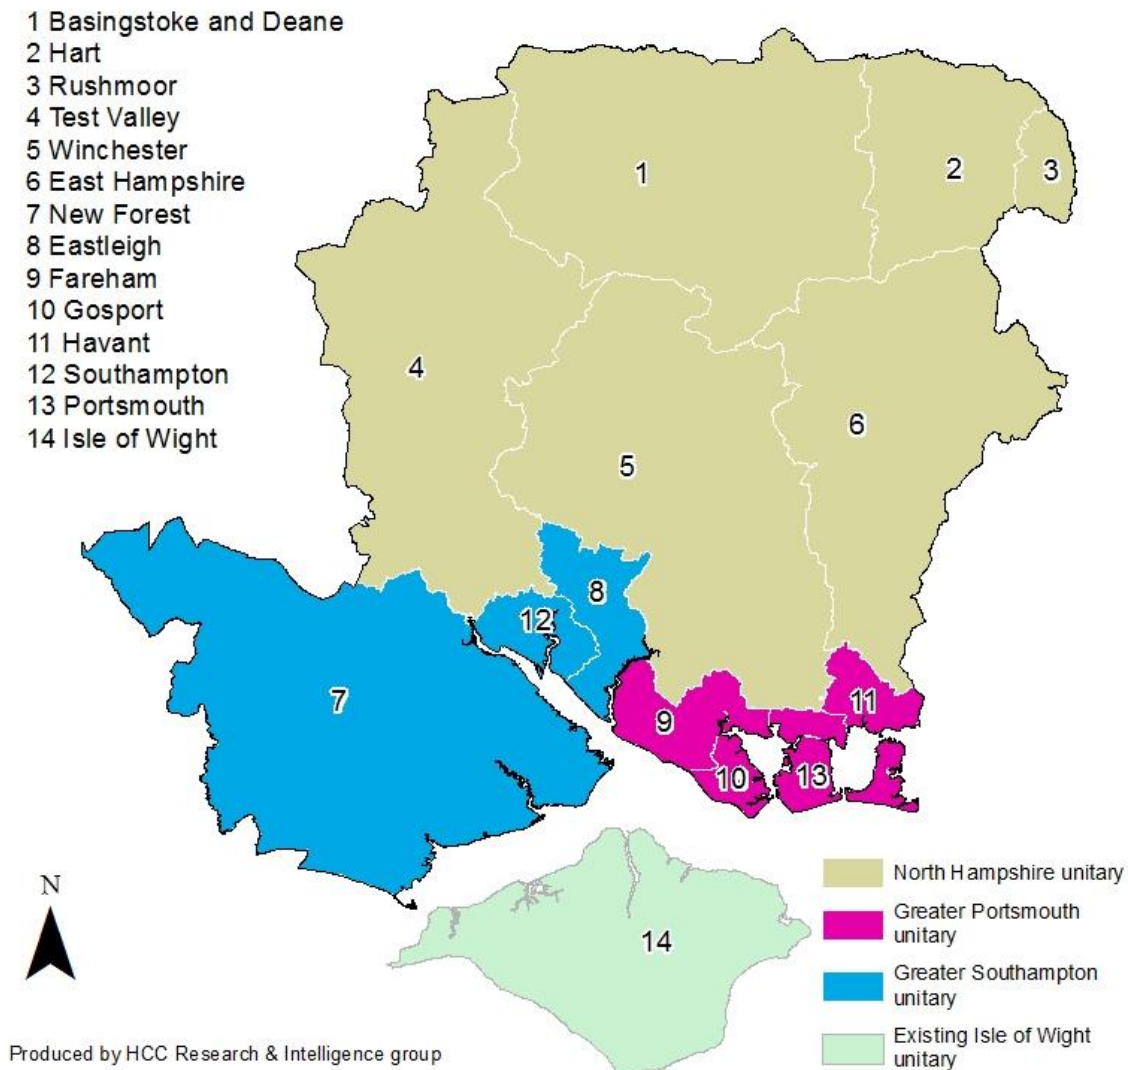 1 Basingstoke and Deane
2 Hart
3 Rushmoor
4 Test Valley
5 Winchester
6 East Hampshire
7 New Forest
8 Eastleigh
9 Fareham
10 Gosport
11 Havant
12 Southampton
13 Portsmouth
14 Isle of Wight
1
2
3
4
6
5
8
12
7
9
11
10
13
14
N
North Hampshire unitary
Greater Portsmouth
unitary
Greater Southampton
unitary
Existing Isle of Wight
unitary
Produced by HCC Research & Intelligence group